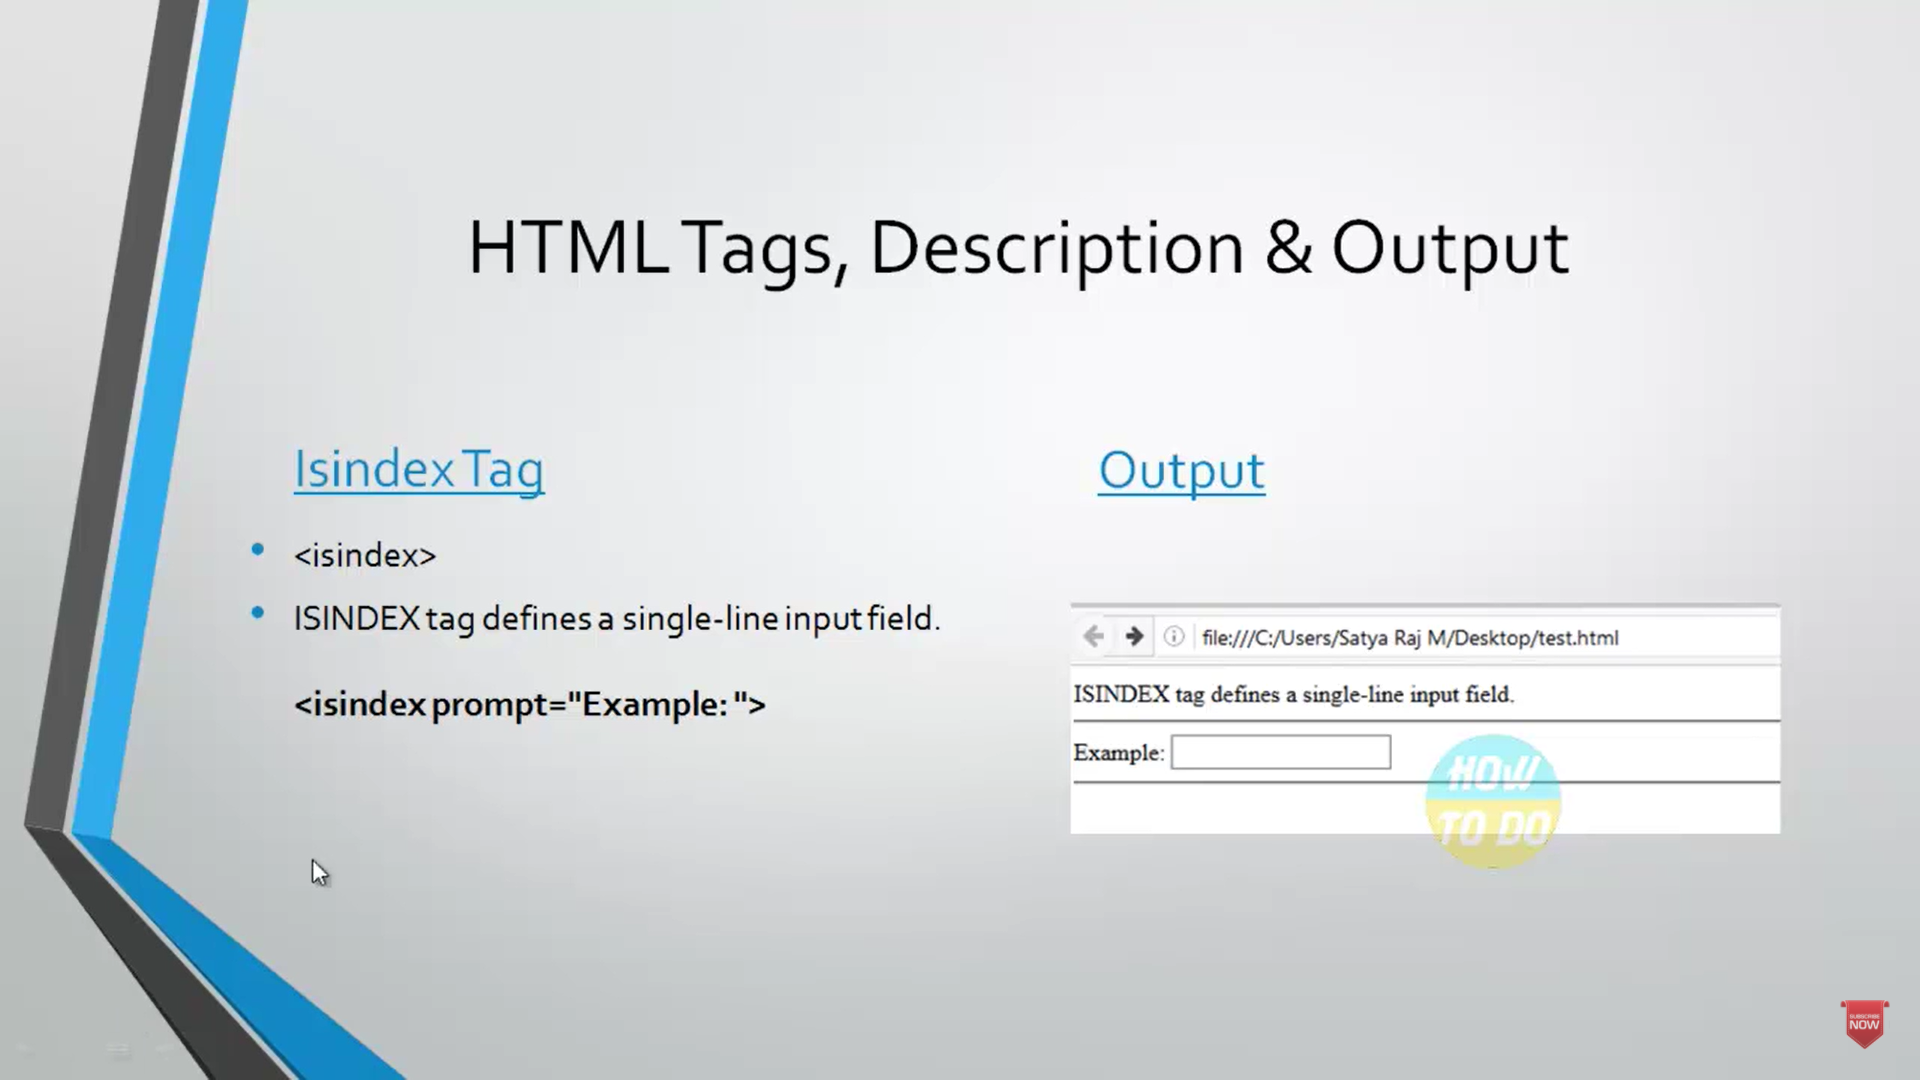 HTML Tags, Description & Output
Isindex Tag
<isindex>
ISINDEX tag defines a single-line input field.
<isindex prompt="Example: ">
Output
file:///C:/Users/Satya Raj M/Desktop/test.html
ISINDEX tag defines a single-line input field.
Example:
HOW
TO DO
SUBSCRIBE
NOW